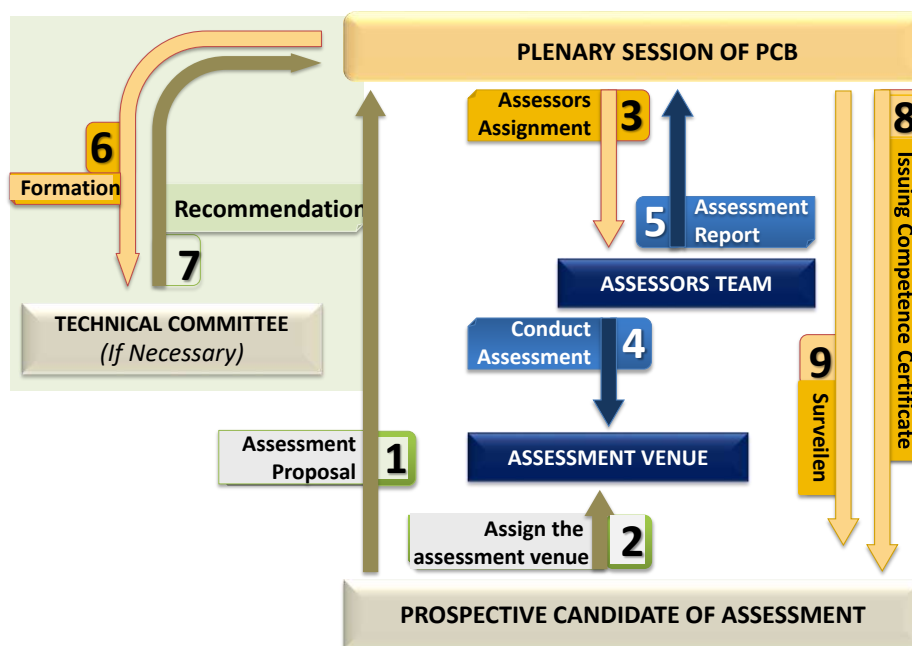 PLENARY SESSION OF PCB
Assessors
Assignment
3
8
6
Formation
Recommendation
7
5
Assessment
Report
Issuing Competence Certificate
ASSESSORS TEAM
TECHNICAL COMMITTEE
(If Necessary)
Conduct
Assessment
4
9
Surveilen
Assessment
Proposal
1
ASSESSMENT VENUE
Assign the
assessment venue
2
PROSPECTIVE CANDIDATE OF ASSESSMENT